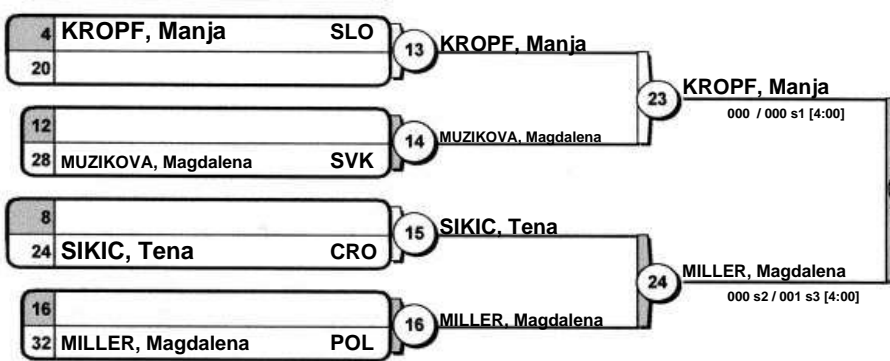 4 KROPF, Manja SLO
20
13 KROPF, Manja
12
28 MUZIKOVA, Magdalena SVK
14 MUZIKOVA, Magdalena
23 KROPF, Manja
000 / 000 s1 [4:00]
8
24 SIKIC, Tena CRO
15 SIKIC, Tena
16
32 MILLER, Magdalena POL
16 MILLER, Magdalena
24 MILLER, Magdalena
000 s2 / 001 s3 [4:00]